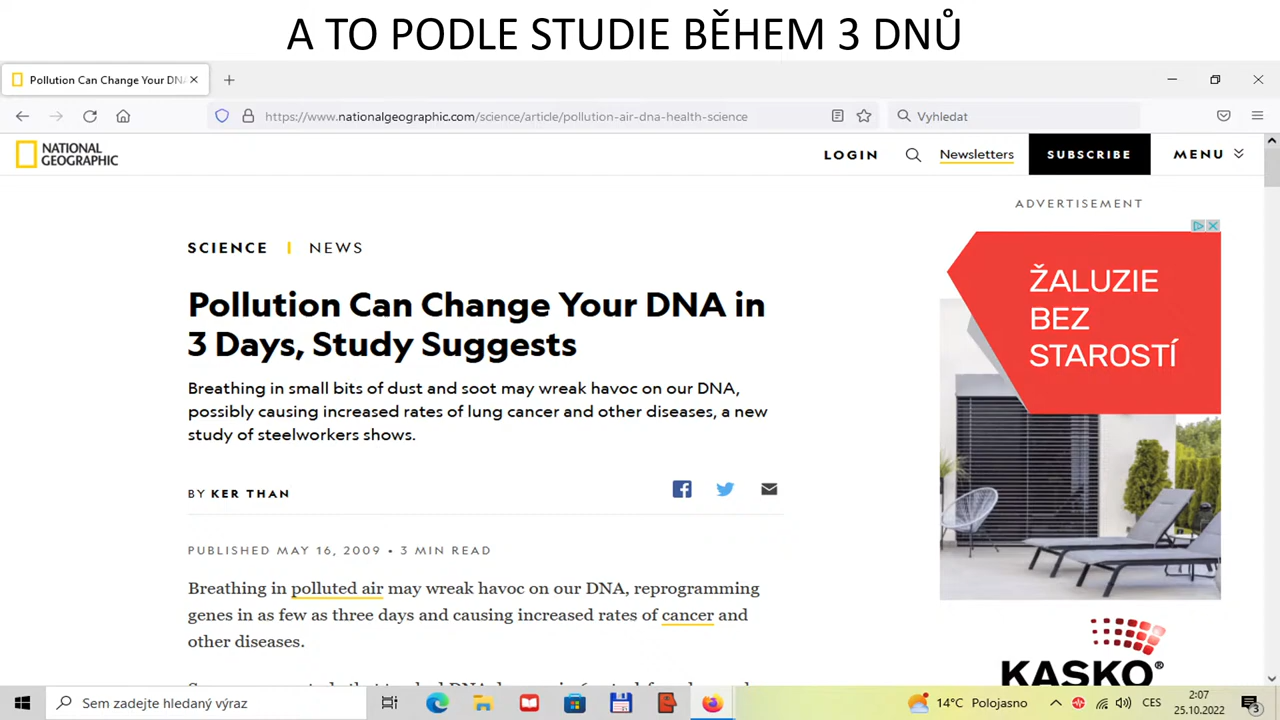 A TO PODLE STUDIE BĚHEM 3 DNŮ
Pollution Can Change Your DNA
https://www.nationalgeographic.com/science/article/pollution-air-dna-health-science
Vyhledat
NATIONAL
GEOGRAPHIC
LOGIN
Newsletters
SUBSCRIBE
MENU
ADVERTISEMENT
SCIENCE | NEWS
Pollution Can Change Your DNA in
3 Days, Study Suggests
Breathing in small bits of dust and soot may wreak havoc on our DNA,
possibly causing increased rates of lung cancer and other diseases, a new
study of steelworkers shows.
BY KER THAN
PUBLISHED MAY 16, 2009 • 3 MIN READ
Breathing in polluted air may wreak havoc on our DNA, reprogramming
genes in as few as three days and causing increased rates of cancer and
other diseases.
ŽALUZIE
BEZ
STAROSTÍ
KASKO®
Sem zadejte hledaný výraz
14°C Polojasno
CES
2:07
25.10.2022
3